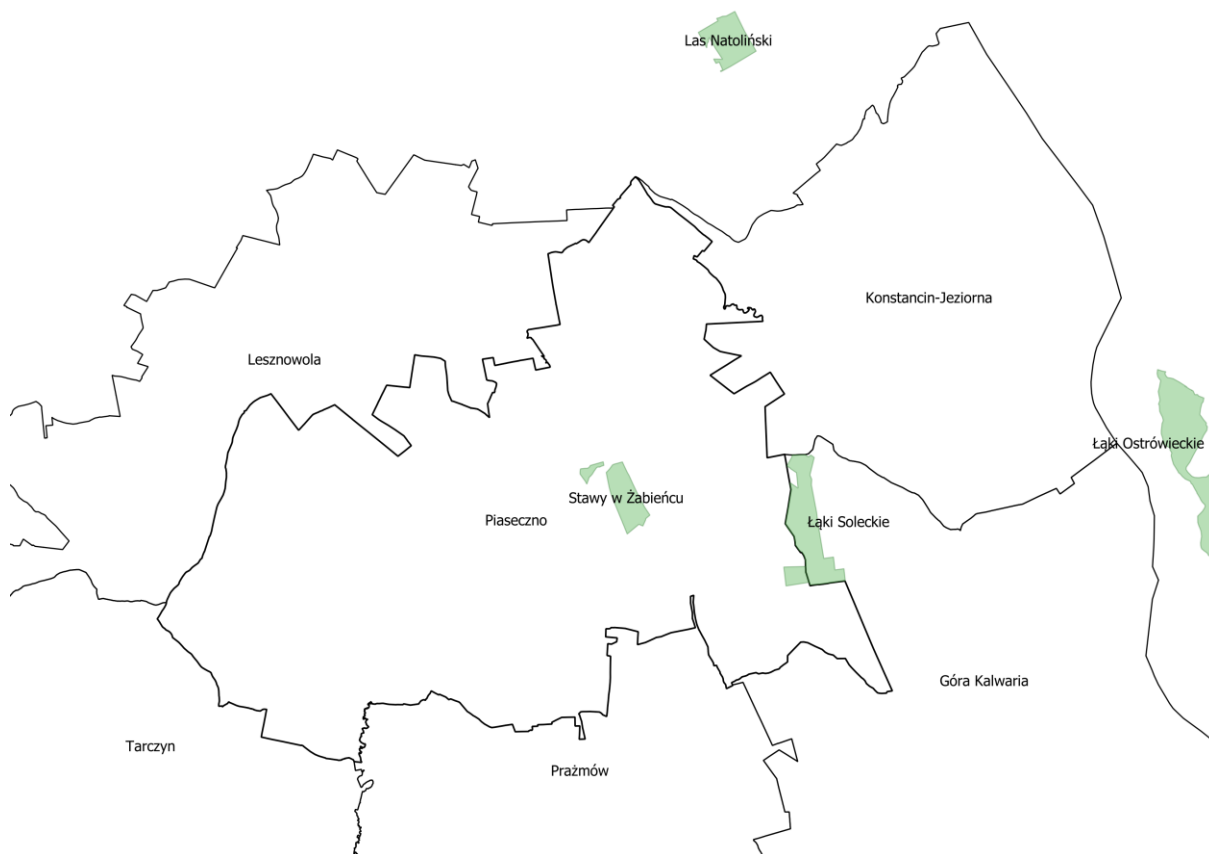 Las Natoliński
Konstancin-Jeziorna
Lesznowola
Łąki Ostrówieckie
Stawy w Żabieńcu
Piaseczno
Łąki Soleckie
Góra Kalwaria
Tarczyn
Prażmów